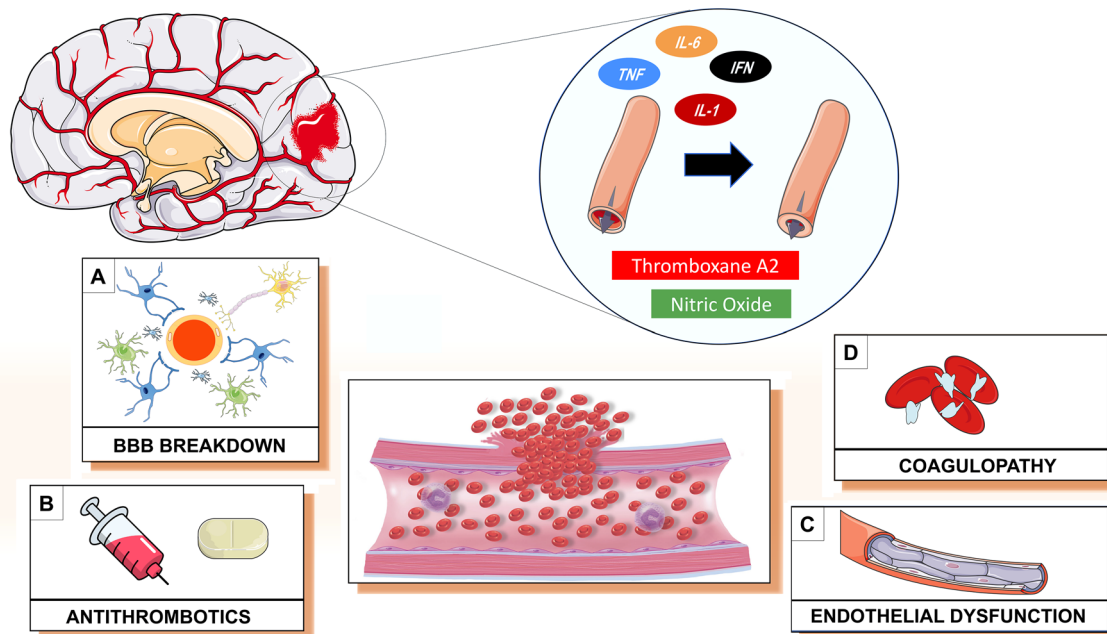 IL-6
TNF
IFN
IL-1
Thromboxane A2
Nitric Oxide
A
BBB BREAKDOWN
B
ANTITHROMBOTICS
D
COAGULOPATHY
C
ENDOTHELIAL DYSFUNCTION